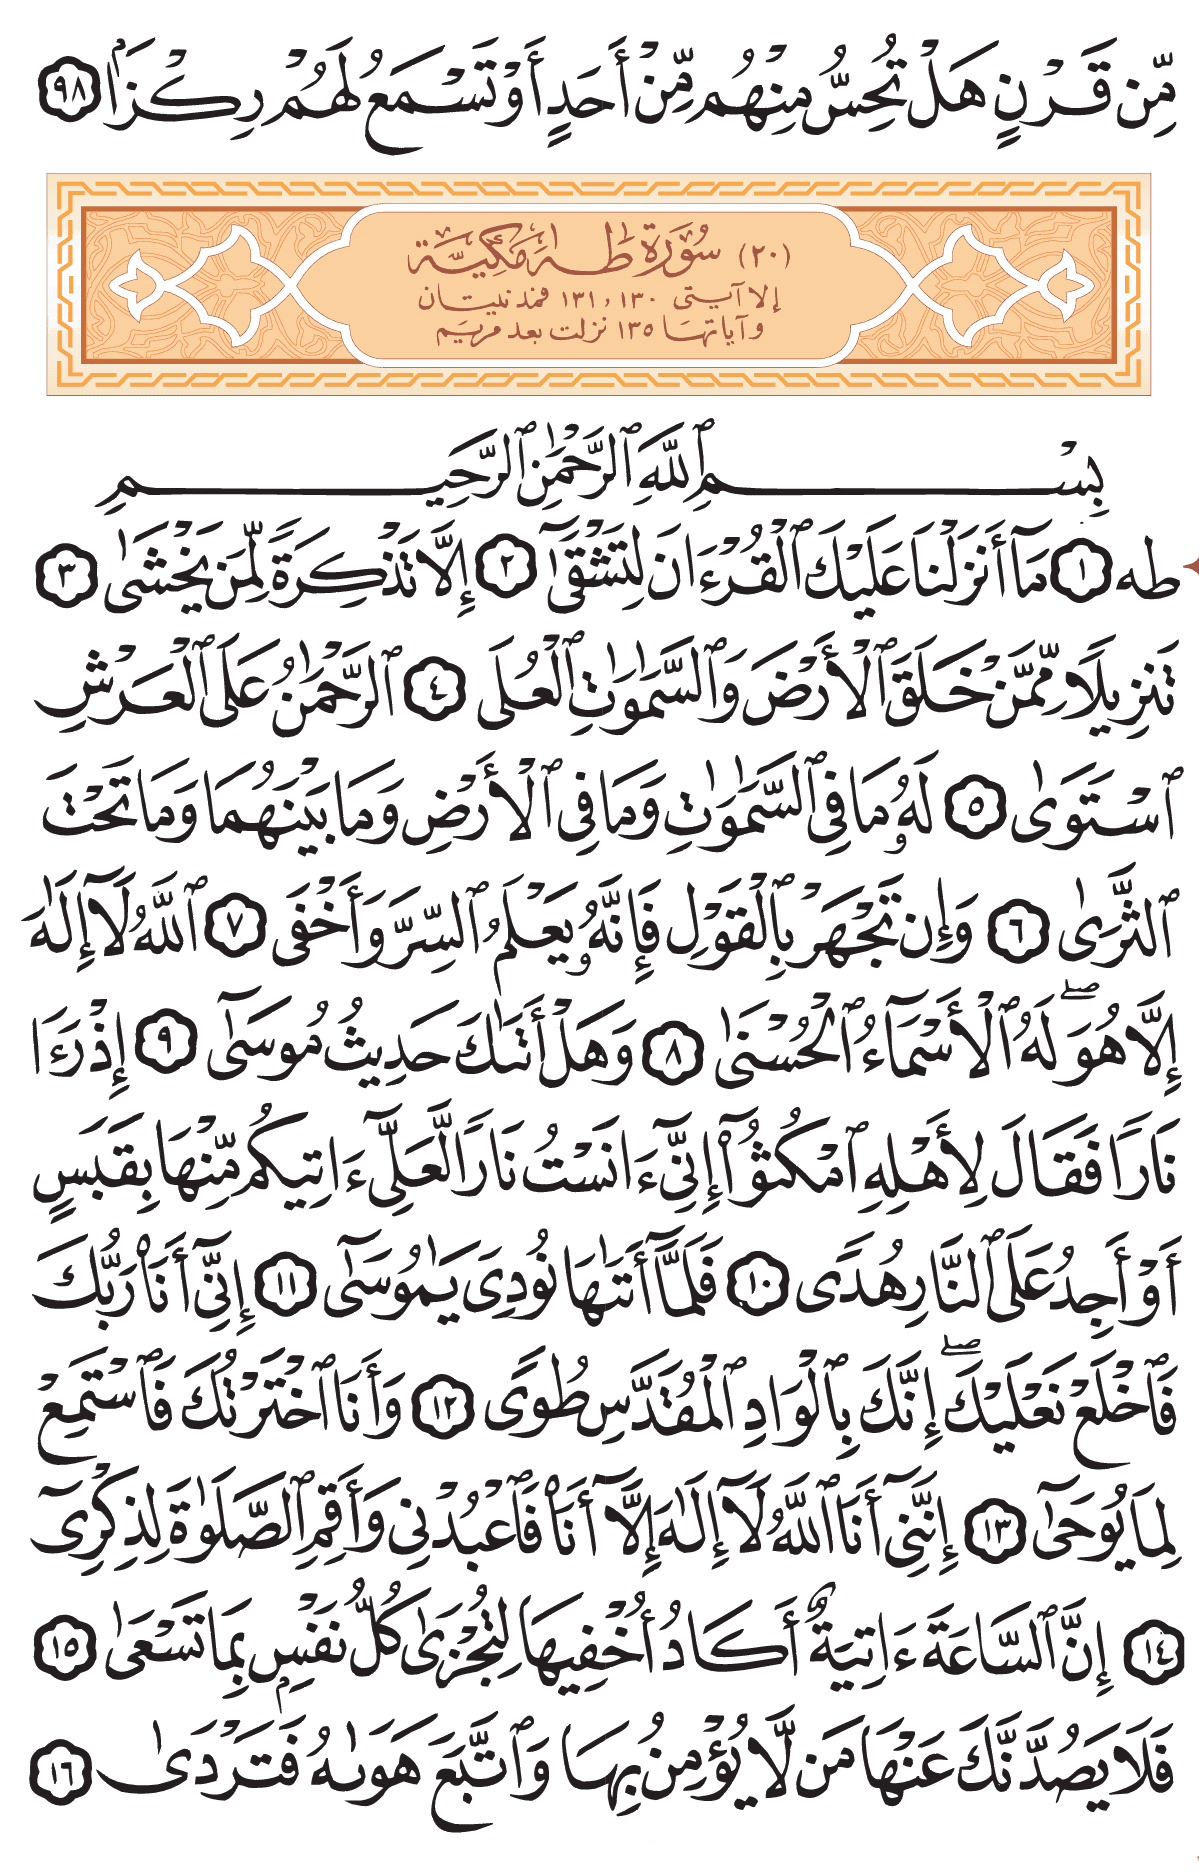 مِّن قَرْنٍ هَلْ تُحِسُّ مِنْهُم مِّنْ أَحَدٍ أَوْ تَسْمَعُ لَهُمْ رِكْزَۢا ٩٨
(٢٠) سُورَة طه مَكِّيَّة
إلا آيتي ١٣٠ و ١٣١ فمدنيتان
وآياتها ١٣٥ نزلت بعد مريم
بِسْمِ ٱللَّهِ ٱلرَّحْمَٰنِ ٱلرَّحِيمِ
طه ١ مَآ أَنزَلْنَا عَلَيْكَ ٱلْقُرْءَانَ لِتَشْقَىٰٓ ٢ إِلَّا تَذْكِرَةً لِّمَن يَخْشَىٰ ٣
تَنزِيلًا مِّمَّنْ خَلَقَ ٱلْأَرْضَ وَٱلسَّمَٰوَٰتِ ٱلْعُلَى ٤ ٱلرَّحْمَٰنُ عَلَى ٱلْعَرْشِ
ٱسْتَوَىٰ ٥ لَهُۥ مَا فِي ٱلسَّمَٰوَٰتِ وَمَا فِي ٱلْأَرْضِ وَمَا بَيْنَهُمَا وَمَا تَحْتَ
ٱلثَّرَىٰ ٦ وَإِن تَجْهَرْ بِٱلْقَوْلِ فَإِنَّهُۥ يَعْلَمُ ٱلسِّرَّ وَأَخْفَى ٧ ٱللَّهُ لَآ إِلَٰهَ
إِلَّا هُوَۖ لَهُ ٱلْأَسْمَآءُ ٱلْحُسْنَىٰ ٨ وَهَلْ أَتَىٰكَ حَدِيثُ مُوسَىٰٓ ٩ إِذْ رَءَا
نَارًا فَقَالَ لِأَهْلِهِ ٱمْكُثُوٓا۟ إِنِّيٓ ءَانَسْتُ نَارًا لَّعَلِّيٓ ءَاتِيكُم مِّنْهَا بِقَبَسٍ
أَوْ أَجِدُ عَلَى ٱلنَّارِ هُدًى ١٠ فَلَمَّآ أَتَىٰهَا نُودِيَ يَٰمُوسَىٰٓ ١١ إِنِّيٓ أَنَا۠ رَبُّكَ
فَٱخْلَعْ نَعْلَيْكَۖ إِنَّكَ بِٱلْوَادِ ٱلْمُقَدَّسِ طُوًى ١٢ وَأَنَا ٱخْتَرْتُكَ فَٱسْتَمِعْ
لِمَا يُوحَىٰٓ ١٣ إِنَّنِيٓ أَنَا ٱللَّهُ لَآ إِلَٰهَ إِلَّآ أَنَا۠ فَٱعْبُدْنِي وَأَقِمِ ٱلصَّلَوٰةَ لِذِكْرِيٓ
١٤ إِنَّ ٱلسَّاعَةَ ءَاتِيَةٌ أَكَادُ أُخْفِيهَا لِتُجْزَىٰ كُلُّ نَفْسٍۭ بِمَا تَسْعَىٰ ١٥
فَلَا يَصُدَّنَّكَ عَنْهَا مَن لَّا يُؤْمِنُ بِهَا وَٱتَّبَعَ هَوَىٰهُ فَتَرْدَىٰ ١٦